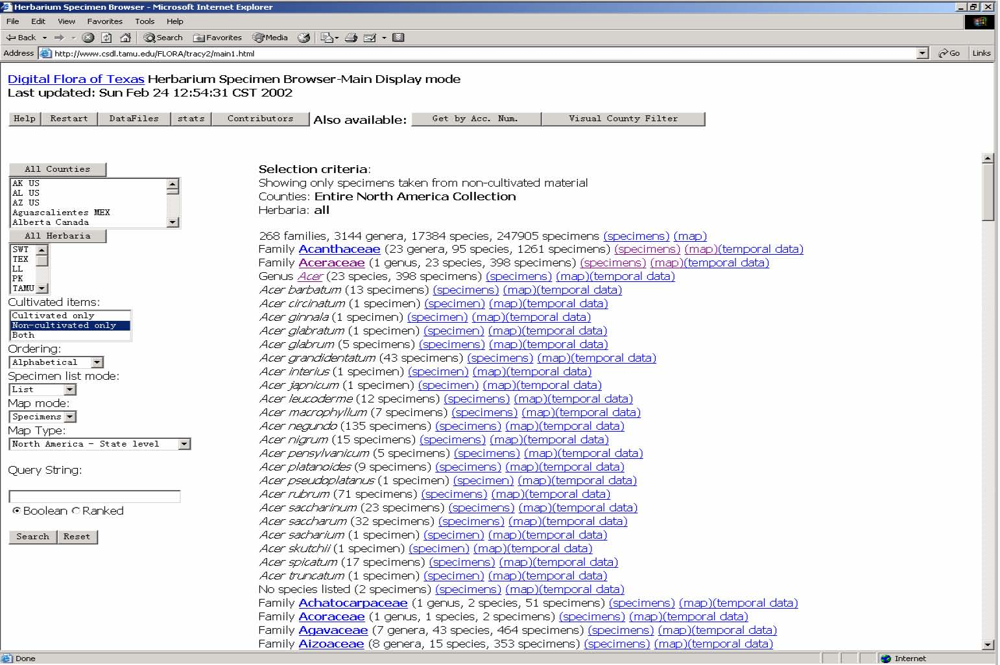 Herbarium Specimen Browser - Microsoft Internet Explorer
File Edit View Favorites Tools Help
Back Search Favorites Media
Address http://www.csdl.tamu.edu/FLORA/tracy2/main1.html Go Links
Digital Flora of Texas Herbarium Specimen Browser-Main Display mode
Last updated: Sun Feb 24 12:54:31 CST 2002
Help Restart DataFiles stats Contributors Also available: Get by Acc. Num. Visual County Filter
All Counties
AK US
AL US
AZ US
Aguascalientes MEX
Alberta Canada
All Herbaria
SWT
TEX
LL
PK
TAMU
Cultivated items:
Cultivated only
Non-cultivated only
Both
Ordering:
Alphabetical
Specimen list mode:
List
Map mode:
Specimens
Map Type:
North America - State level
Query String:
Boolean Ranked
Search Reset
Selection criteria:
Showing only specimens taken from non-cultivated material
Counties: Entire North America Collection
Herbaria: all
268 families, 3144 genera, 17384 species, 247905 specimens (specimens) (map)
Family Acanthaceae (23 genera, 95 species, 1261 specimens) (specimens) (map)(temporal data)
Family Aceraceae (1 genus, 23 species, 398 specimens) (specimens) (map)(temporal data)
Genus Acer (23 species, 398 specimens) (specimens) (map)(temporal data)
Acer barbatum (13 specimens) (specimens) (map)(temporal data)
Acer circinatum (1 specimen) (specimen) (map)(temporal data)
Acer ginnala (1 specimen) (specimen) (map)(temporal data)
Acer glabratum (1 specimen) (specimen) (map)(temporal data)
Acer glabrum (5 specimens) (specimens) (map)(temporal data)
Acer grandidentatum (43 specimens) (specimens) (map)(temporal data)
Acer interius (1 specimen) (specimen) (map)(temporal data)
Acer japnicum (1 specimen) (specimen) (map)(temporal data)
Acer leucoderme (12 specimens) (specimens) (map)(temporal data)
Acer macrophyllum (7 specimens) (specimens) (map)(temporal data)
Acer negundo (135 specimens) (specimens) (map)(temporal data)
Acer nigrum (15 specimens) (specimens) (map)(temporal data)
Acer pensylvanicum (5 specimens) (specimens) (map)(temporal data)
Acer platanoides (9 specimens) (specimens) (map)(temporal data)
Acer pseudoplatanus (1 specimen) (specimen) (map)(temporal data)
Acer rubrum (71 specimens) (specimens) (map)(temporal data)
Acer saccharinum (23 specimens) (specimens) (map)(temporal data)
Acer saccharum (32 specimens) (specimens) (map)(temporal data)
Acer sacharium (1 specimen) (specimen) (map)(temporal data)
Acer skutchii (1 specimen) (specimen) (map)(temporal data)
Acer spicatum (17 specimens) (specimens) (map)(temporal data)
Acer truncatum (1 specimen) (specimen) (map)(temporal data)
No species listed (2 specimens) (specimens) (map)(temporal data)
Family Achatocarpaceae (1 genus, 2 species, 51 specimens) (specimens) (map)(temporal data)
Family Acoraceae (1 genus, 1 species, 2 specimens) (specimens) (map)(temporal data)
Family Agavaceae (7 genera, 43 species, 464 specimens) (specimens) (map)(temporal data)
Family Aizoaceae (8 genera, 15 species, 353 specimens) (specimens) (map)(temporal data)
Done Internet